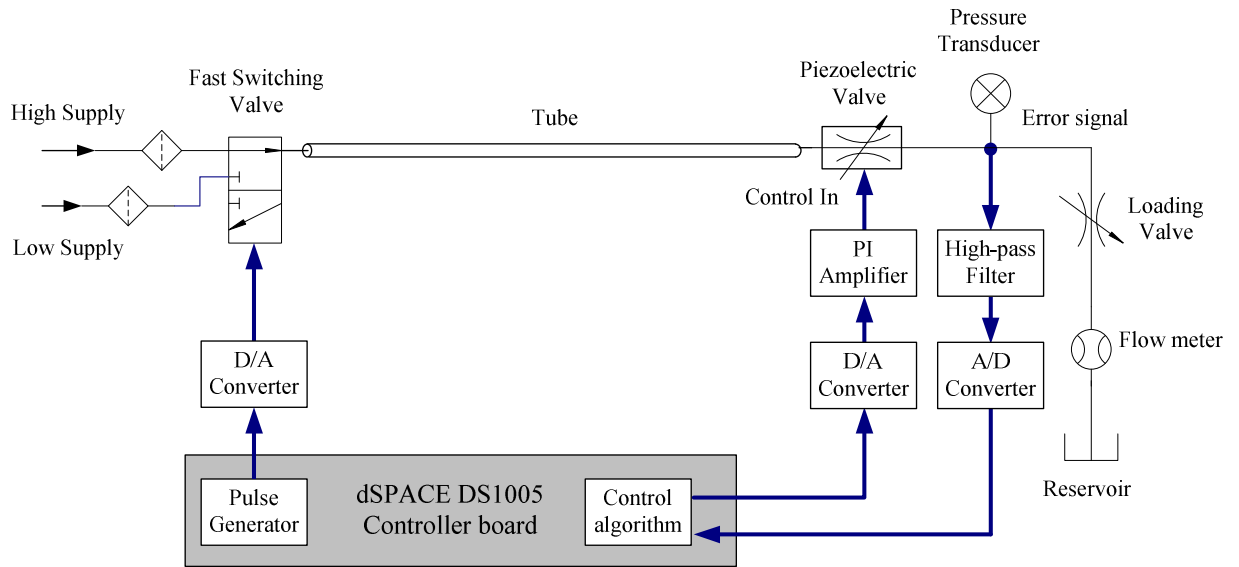 Pressure
Transducer
Fast Switching
Valve
Piezoelectric
Valve
High Supply
Tube
Error signal
Low Supply
Control In
Loading
Valve
PI
Amplifier
High-pass
Filter
Flow meter
D/A
Converter
D/A
Converter
A/D
Converter
Pulse
Generator
dSPACE DS1005
Controller board
Control
algorithm
Reservoir